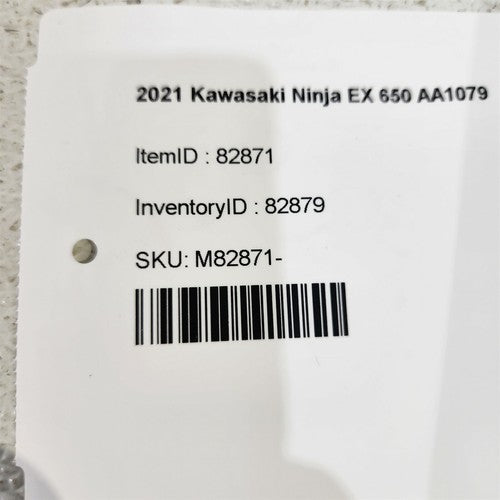 2021 Kawasaki Ninja EX 650 AA1079
ItemID : 82871
InventoryID : 82879
SKU: M82871-